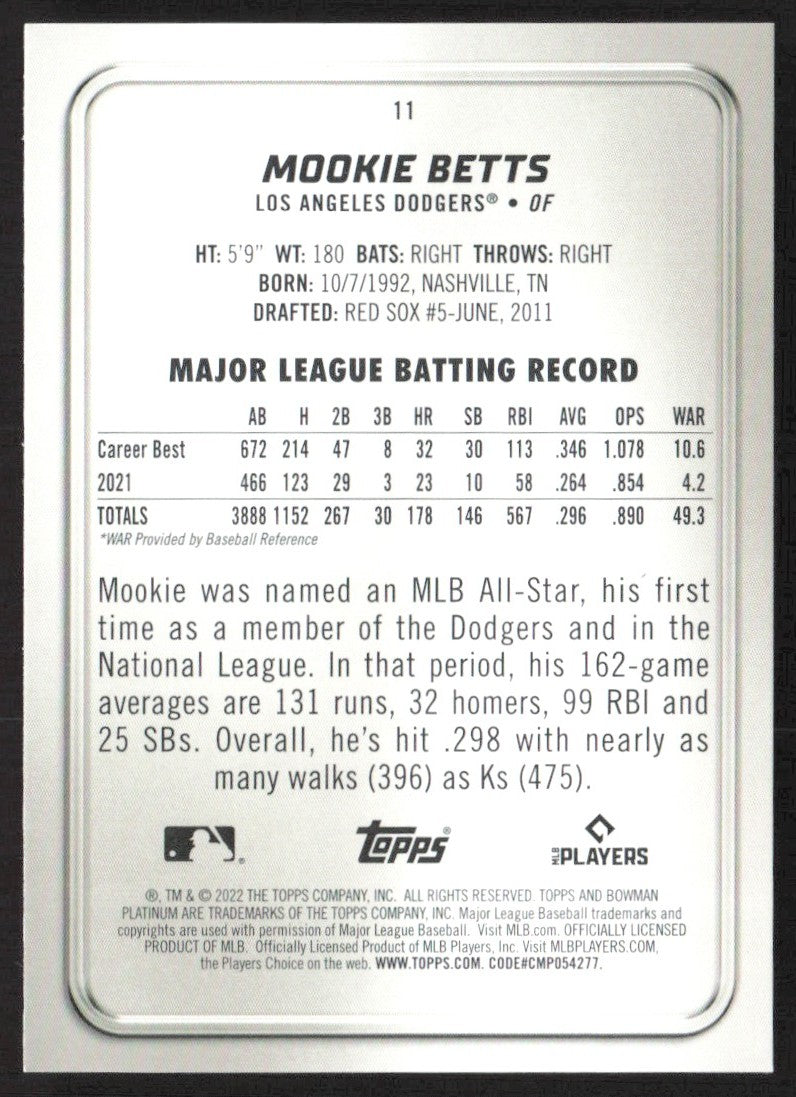 11
MOOKIE BETTS
LOS ANGELES DODGERS® • OF
HT: 5'9" WT: 180 BATS: RIGHT THROWS: RIGHT
BORN: 10/7/1992, NASHVILLE, TN
DRAFTED: RED SOX #5-JUNE, 2011
MAJOR LEAGUE BATTING RECORD
AB H 2B 3B HR SB RBI AVG OPS WAR
Career Best 672 214 47 8 32 30 113 .346 1.078 10.6
2021 466 123 29 3 23 10 58 .264 .854 4.2
TOTALS 3888 1152 267 30 178 146 567 .296 .890 49.3
*WAR Provided by Baseball Reference
Mookie was named an MLB All-Star, his first
time as a member of the Dodgers and in the
National League. In that period, his 162-game
averages are 131 runs, 32 homers, 99 RBI and
25 SBs. Overall, he's hit .298 with nearly as
many walks (396) as Ks (475).
Topps®
MLB PLAYERS
®, TM & © 2022 THE TOPPS COMPANY, INC. ALL RIGHTS RESERVED. TOPPS AND BOWMAN
PLATINUM ARE TRADEMARKS OF THE TOPPS COMPANY, INC. Major League Baseball trademarks and
copyrights are used with permission of Major League Baseball. Visit MLB.com. OFFICIALLY LICENSED
PRODUCT OF MLB. Officially Licensed Product of MLB Players, Inc. Visit MLBPLAYERS.COM,
the Players Choice on the web. WWW.TOPPS.COM. CODE#CMP054277.